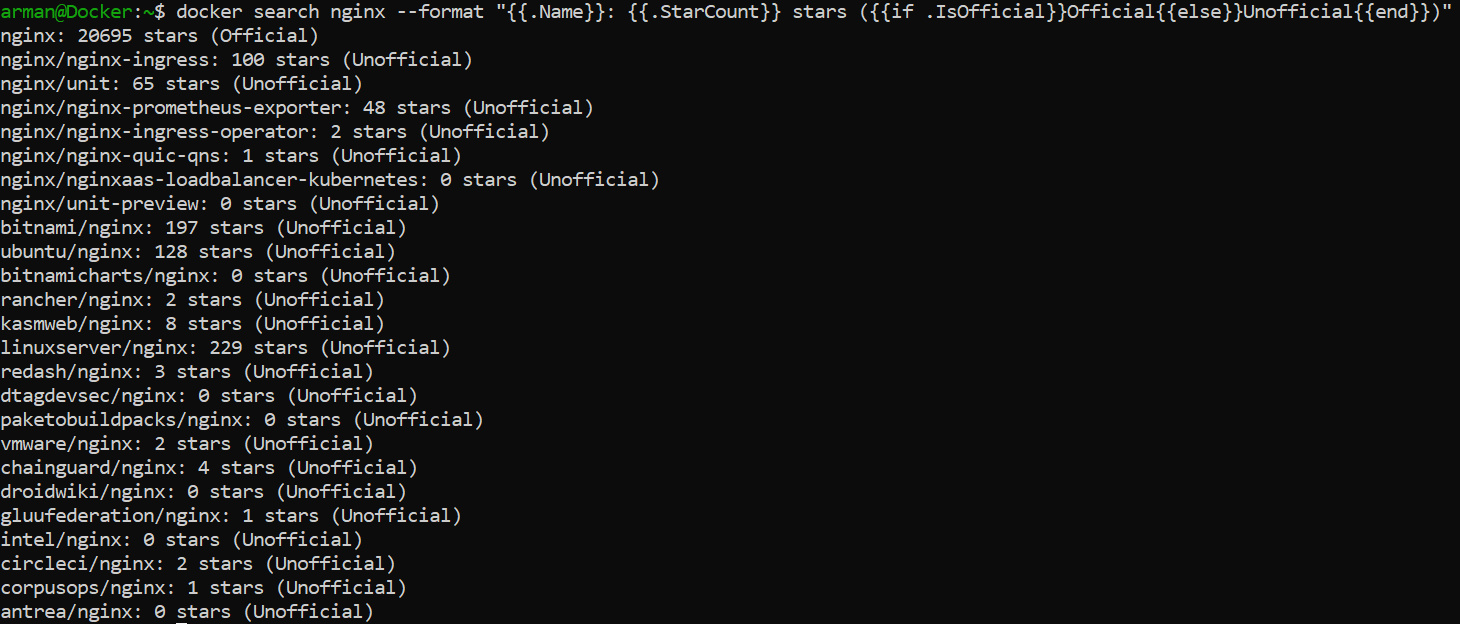 arman@Docker:~$ docker search nginx --format "{{.Name}}: {{.StarCount}} stars ({{if .IsOfficial}}Official{{else}}Unofficial{{end}})"
nginx: 20695 stars (Official)
nginx/nginx-ingress: 100 stars (Unofficial)
nginx/unit: 65 stars (Unofficial)
nginx/nginx-prometheus-exporter: 48 stars (Unofficial)
nginx/nginx-ingress-operator: 2 stars (Unofficial)
nginx/nginx-quic-qns: 1 stars (Unofficial)
nginx/nginxaas-loadbalancer-kubernetes: 0 stars (Unofficial)
nginx/unit-preview: 0 stars (Unofficial)
bitnami/nginx: 197 stars (Unofficial)
ubuntu/nginx: 128 stars (Unofficial)
bitnamicharts/nginx: 0 stars (Unofficial)
rancher/nginx: 2 stars (Unofficial)
kasmweb/nginx: 8 stars (Unofficial)
linuxserver/nginx: 229 stars (Unofficial)
redash/nginx: 3 stars (Unofficial)
dtagdevsec/nginx: 0 stars (Unofficial)
paketobuildpacks/nginx: 0 stars (Unofficial)
vmware/nginx: 2 stars (Unofficial)
chainguard/nginx: 4 stars (Unofficial)
droidwiki/nginx: 0 stars (Unofficial)
gluufederation/nginx: 1 stars (Unofficial)
intel/nginx: 0 stars (Unofficial)
circleci/nginx: 2 stars (Unofficial)
corpusops/nginx: 1 stars (Unofficial)
antrea/nginx: 0 stars (Unofficial)